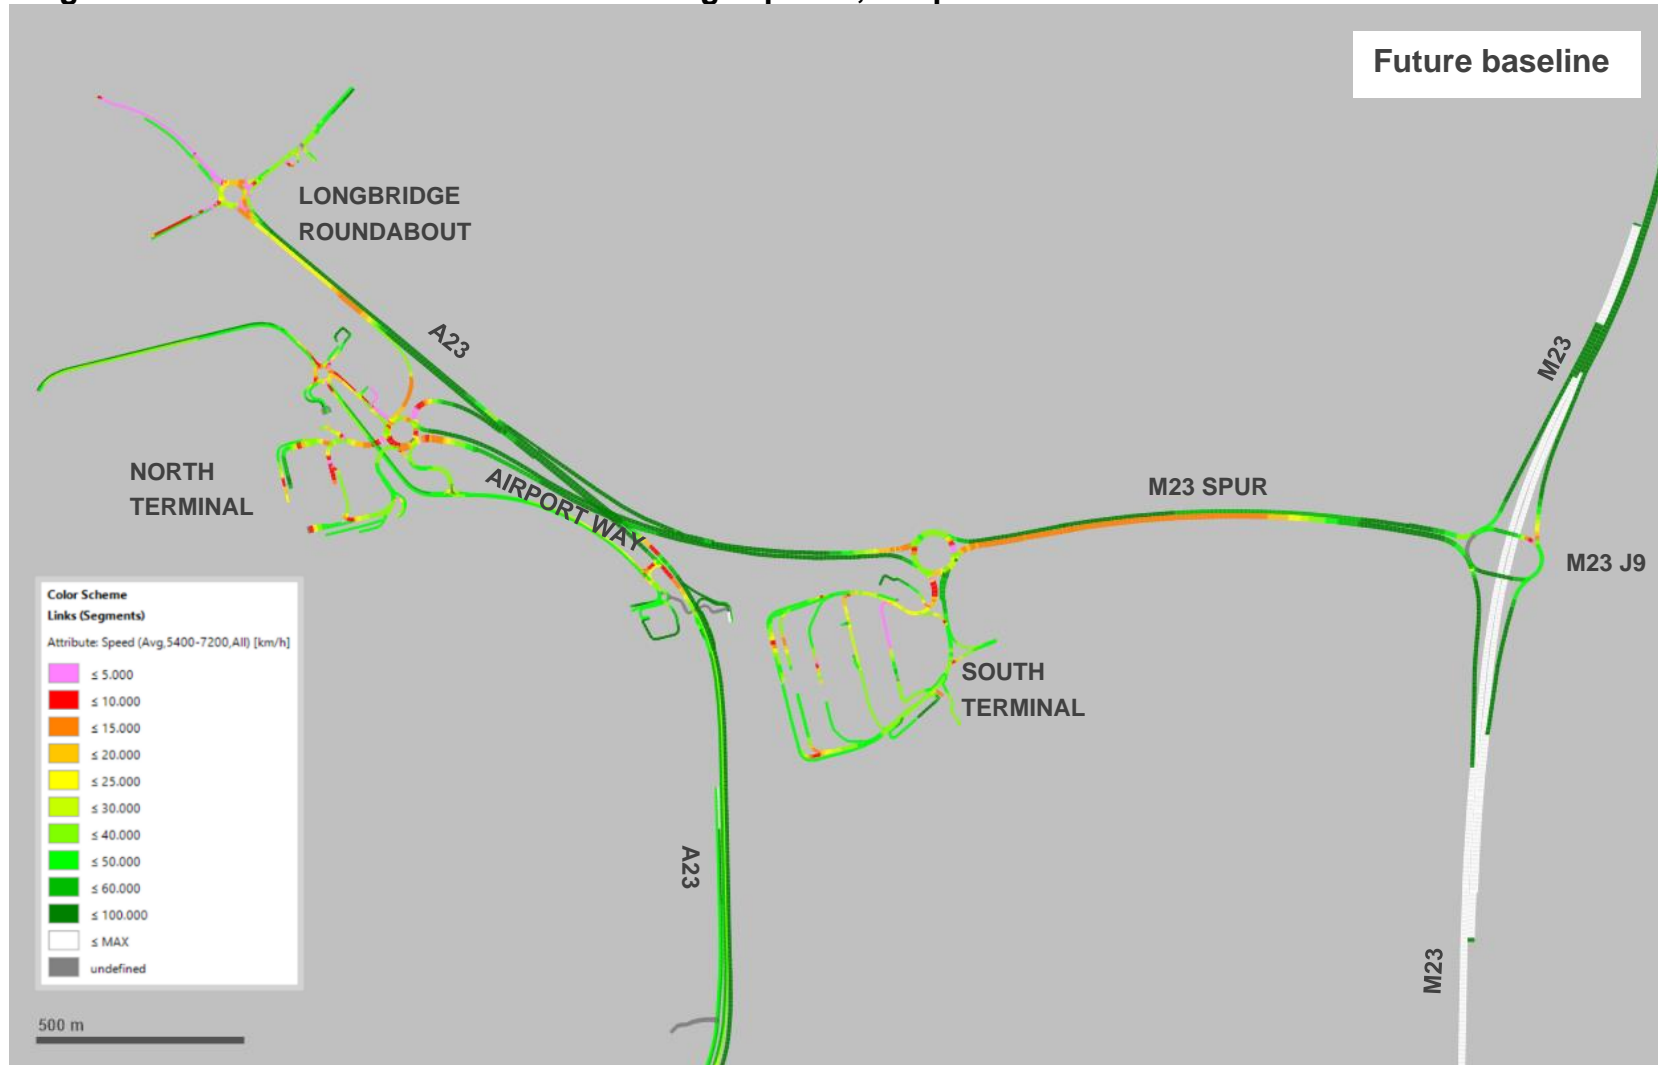 Future baseline
LONGBRIDGE
ROUNDABOUT
A23
M23
NORTH
TERMINAL
AIRPORT WAY
M23 SPUR
M23 J9
SOUTH
TERMINAL
A23
M23
Color Scheme
Links (Segments)
Attribute: Speed (Avg,5400-7200,All) [km/h]
≤ 5.000
≤ 10.000
≤ 15.000
≤ 20.000
≤ 25.000
≤ 30.000
≤ 40.000
≤ 50.000
≤ 60.000
≤ 100.000
≤ MAX
undefined
500 m